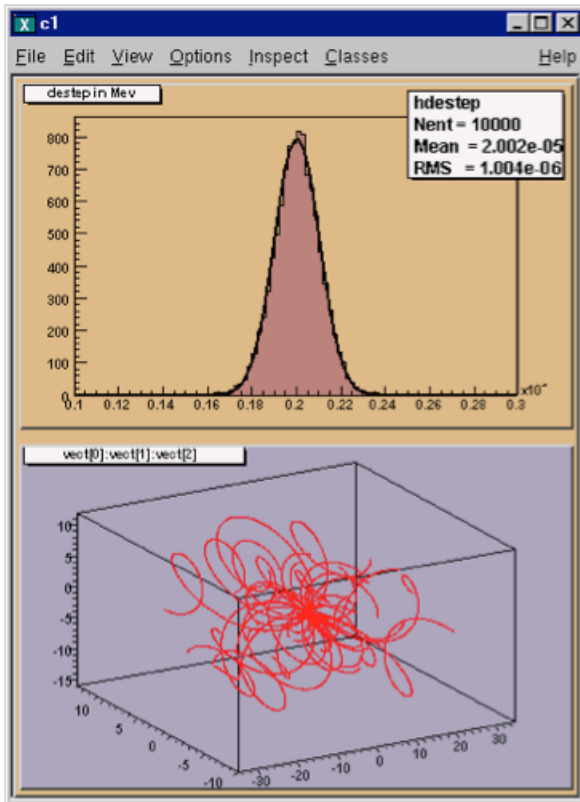 c1
File Edit View Options Inspect Classes Help
destep in Mev
hdestep
Nent = 10000
Mean = 2.002e-05
RMS = 1.004e-06
800
700
600
500
400
300
200
100
0
0.1 0.12 0.14 0.16 0.18 0.2 0.22 0.24 0.26 0.28 0.3
vect[0]:vect[1]:vect[2]
10
5
0
-5
-10
-15
10
5
0
-5
-10
-30 -20 -10 0 10 20 30